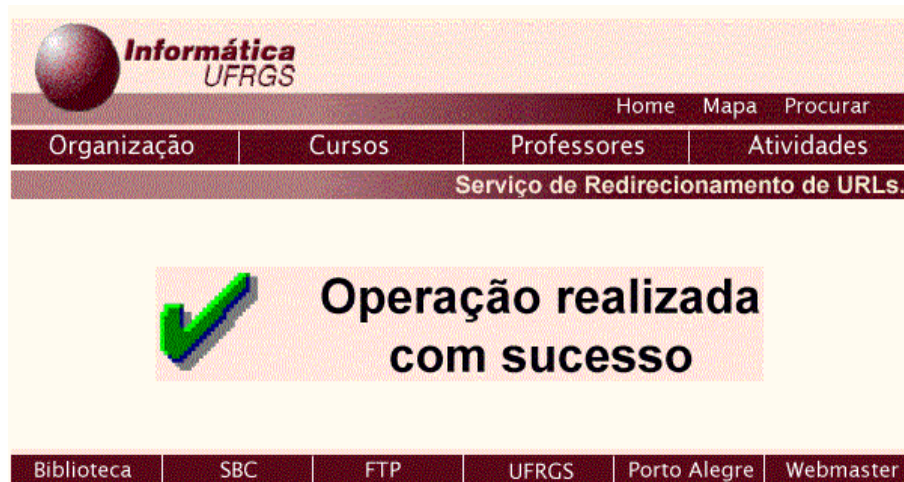 Informática
UFRGS
Home Mapa Procurar
Organização Cursos Professores Atividades
Serviço de Redirecionamento de URLs.
Operação realizada
com sucesso
Biblioteca SBC FTP UFRGS Porto Alegre Webmaster